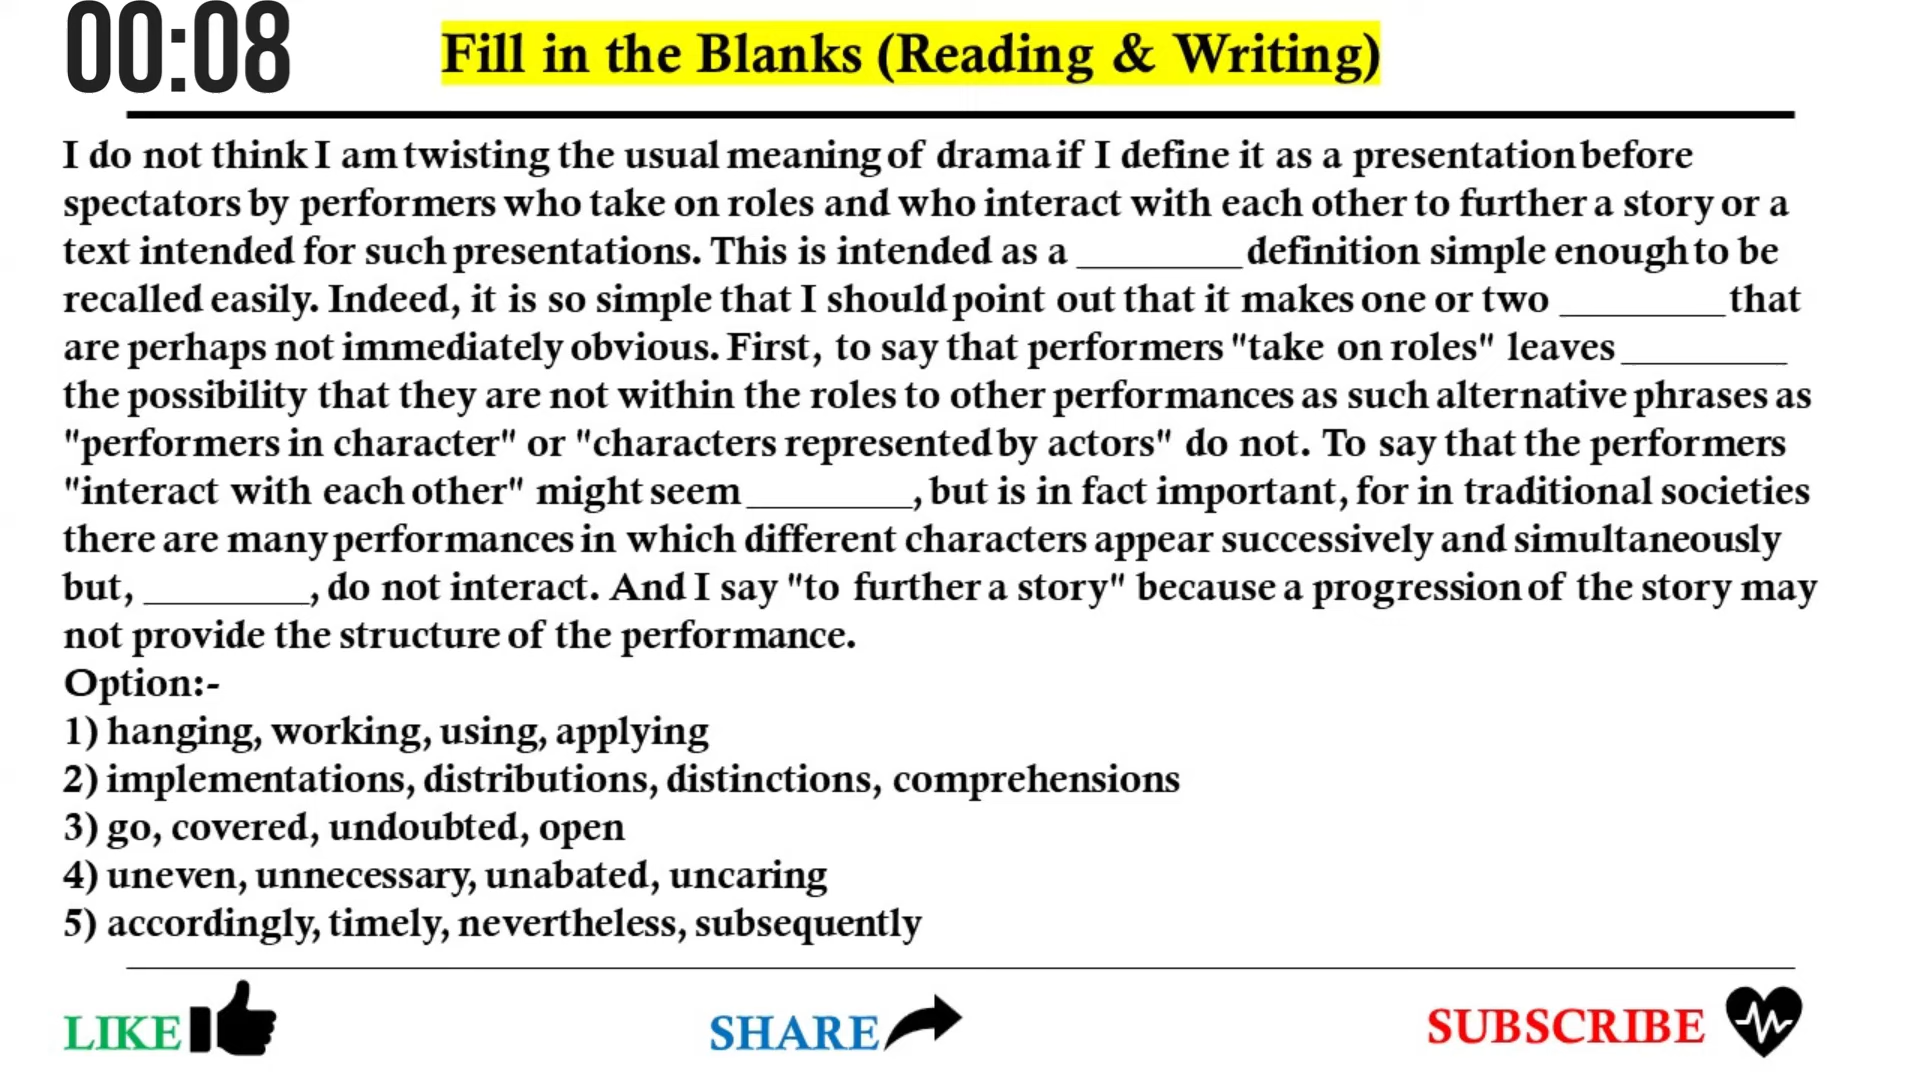 00:08
Fill in the Blanks (Reading & Writing)
I do not think I am twisting the usual meaning of drama if I define it as a presentation before
spectators by performers who take on roles and who interact with each other to further a story or a
text intended for such presentations. This is intended as a ________ definition simple enough to be
recalled easily. Indeed, it is so simple that I should point out that it makes one or two ________ that
are perhaps not immediately obvious. First, to say that performers "take on roles" leaves ________
the possibility that they are not within the roles to other performances as such alternative phrases as
"performers in character" or "characters represented by actors" do not. To say that the performers
"interact with each other" might seem ________, but is in fact important, for in traditional societies
there are many performances in which different characters appear successively and simultaneously
but, ________, do not interact. And I say "to further a story" because a progression of the story may
not provide the structure of the performance.
Option:-
1) hanging, working, using, applying
2) implementations, distributions, distinctions, comprehensions
3) go, covered, undoubted, open
4) uneven, unnecessary, unabated, uncaring
5) accordingly, timely, nevertheless, subsequently
LIKE SHARE SUBSCRIBE